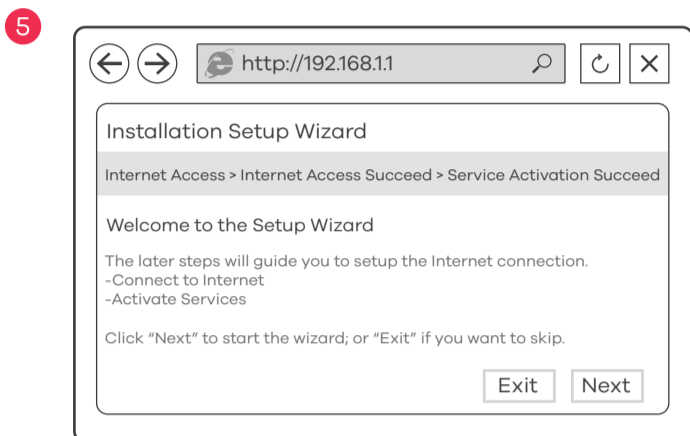 5
http://192.168.1.1
Installation Setup Wizard
Internet Access > Internet Access Succeed > Service Activation Succeed
Welcome to the Setup Wizard
The later steps will guide you to setup the Internet connection.
-Connect to Internet
-Activate Services
Click “Next” to start the wizard; or “Exit” if you want to skip.
Exit Next